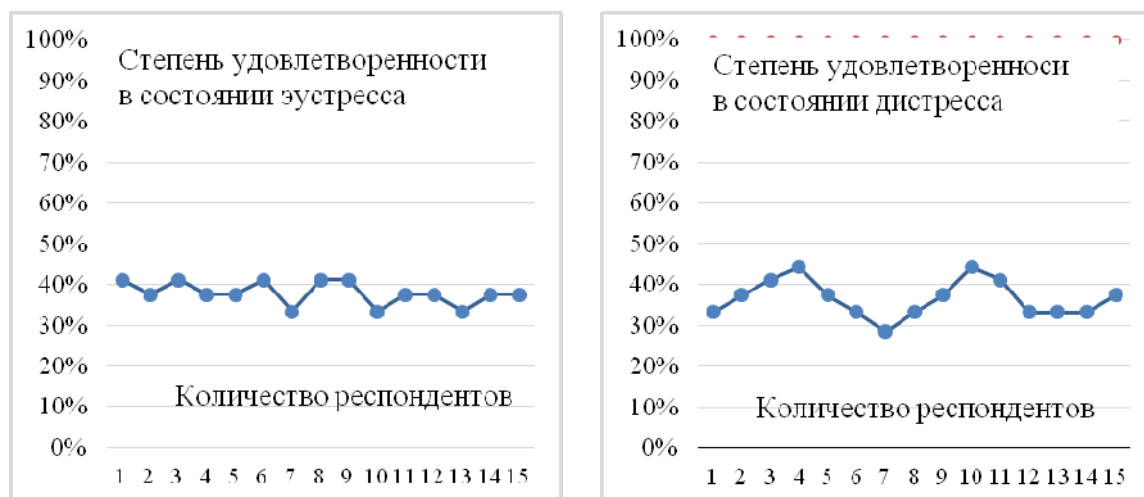 100%
Степень удовлетворенности
90%
в состоянии эустресса
80%
70%
60%
50%
40%
30%
20%
Количество респондентов
10%
0%
1 2 3 4 5 6 7 8 9 10 11 12 13 14 15
100%
Степень удовлетворенноси
90%
в состоянии дистресса
80%
70%
60%
50%
40%
30%
20%
10%
Количество респондентов
0%
1 2 3 4 5 6 7 8 9 10 11 12 13 14 15